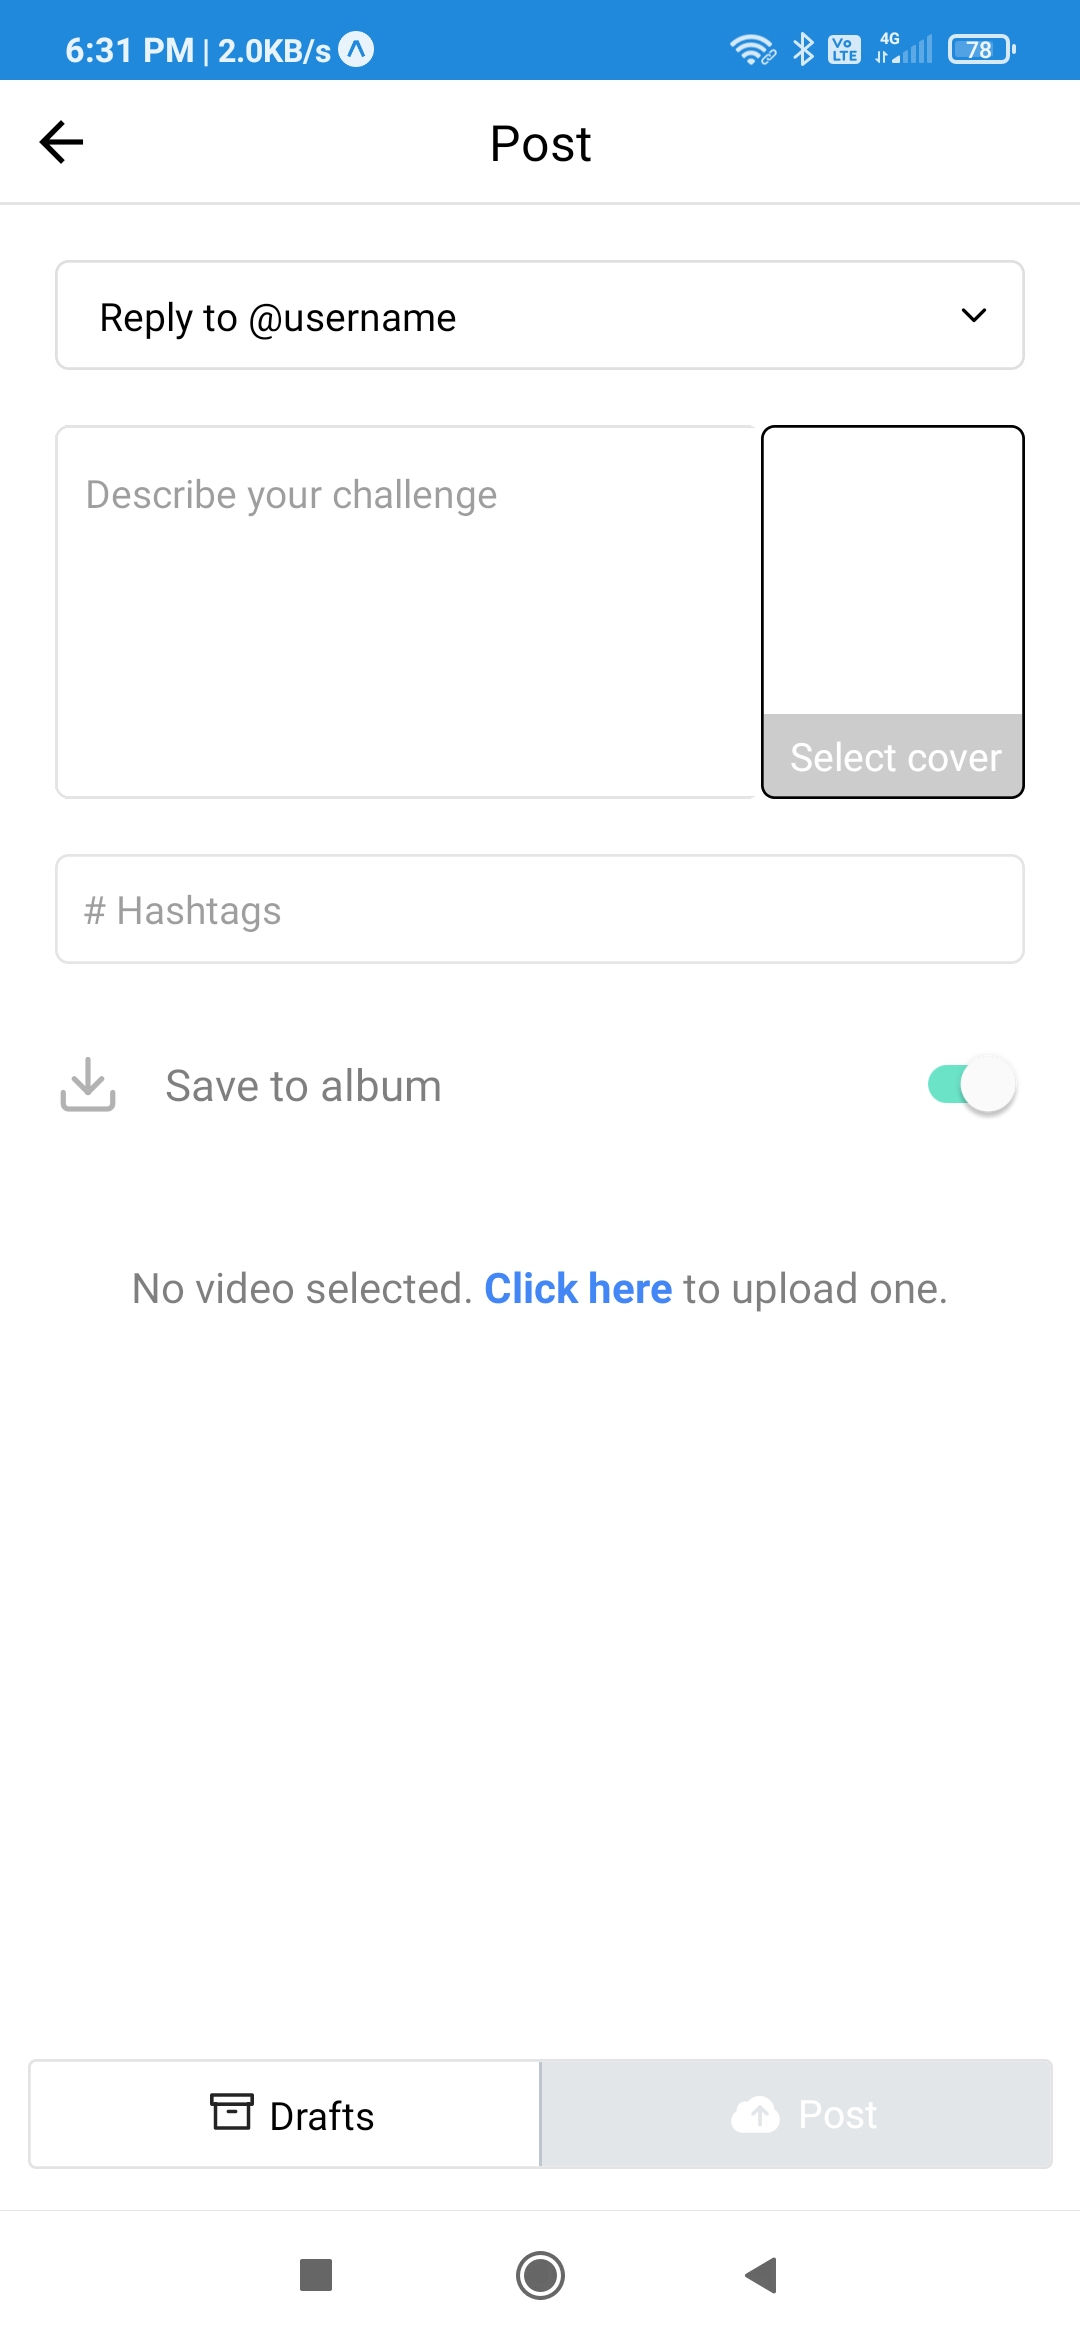 6:31 PM | 2.0KB/s
Vo LTE 4G 78
Post
Reply to @username
Describe your challenge
Select cover
# Hashtags
Save to album
No video selected. Click here to upload one.
Drafts
Post